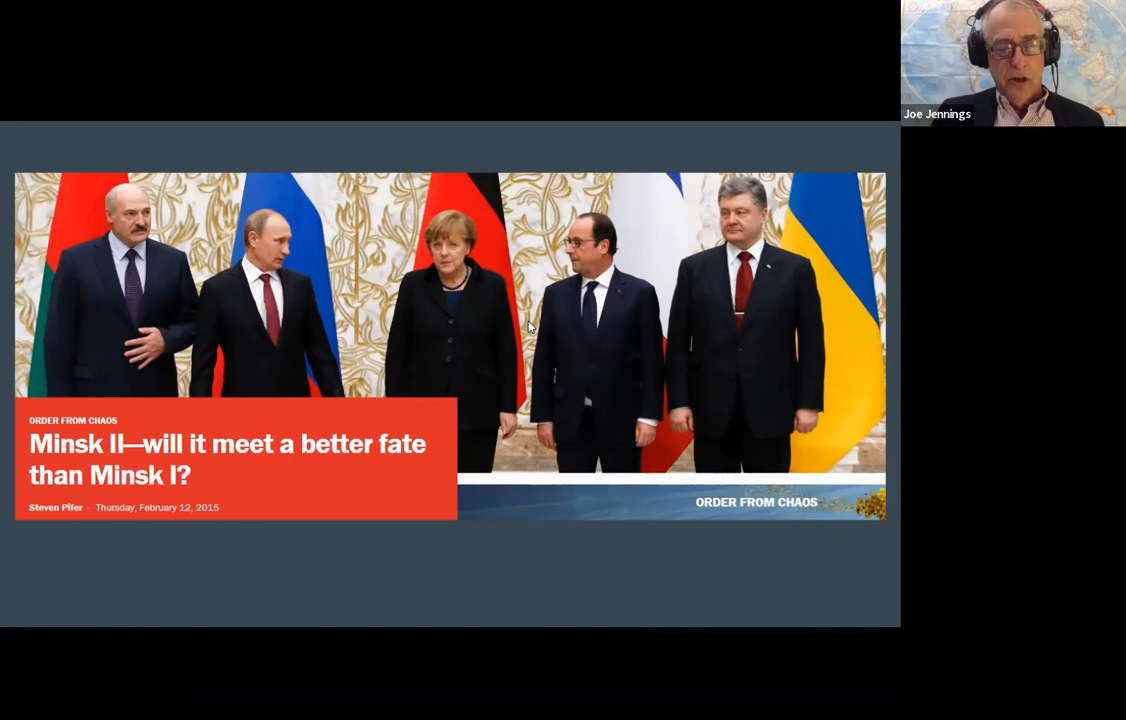 Joe Jennings
ORDER FROM CHAOS
Minsk II—will it meet a better fate
than Minsk I?
Steven Pifer - Thursday, February 12, 2015
ORDER FROM CHAOS